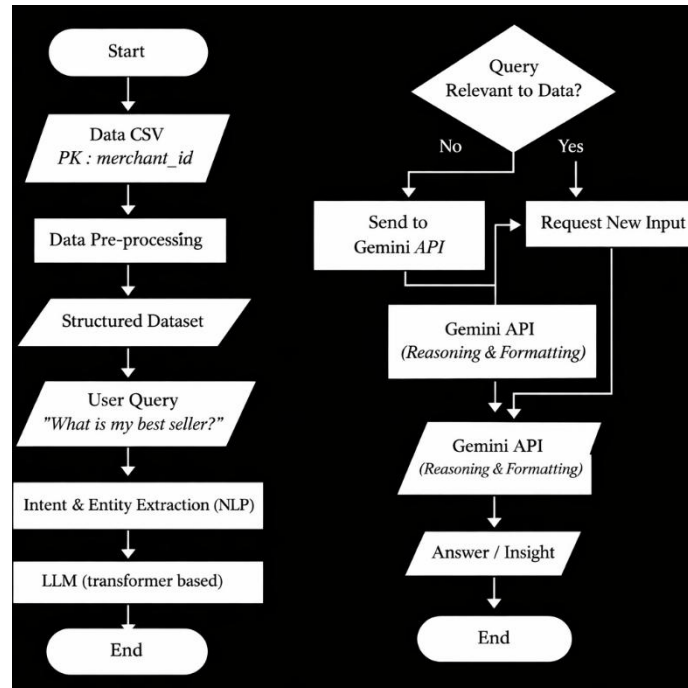 Start
Data CSV
PK : merchant_id
Data Pre-processing
Structured Dataset
User Query
"What is my best seller?"
Intent & Entity Extraction (NLP)
LLM (transformer based)
End
Query
Relevant to Data?
No
Yes
Send to
Gemini API
Request New Input
Gemini API
(Reasoning & Formatting)
Gemini API
(Reasoning & Formatting)
Answer / Insight
End